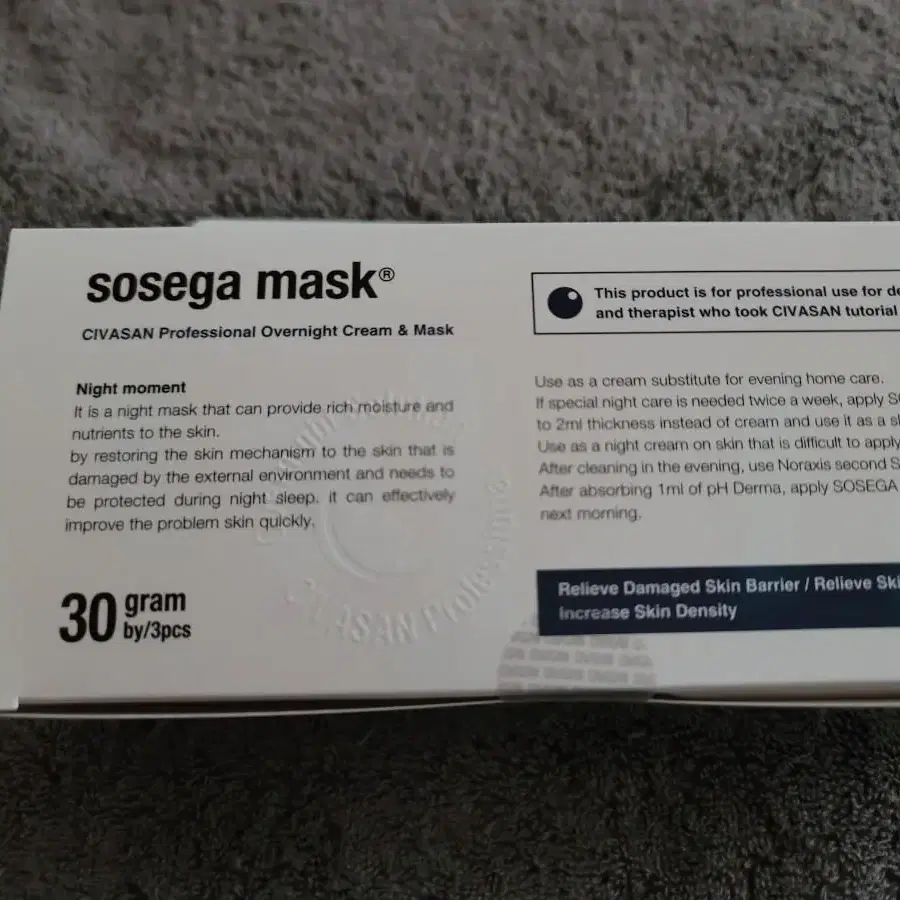 sosega mask®
CIVASAN Professional Overnight Cream & Mask
Night moment
It is a night mask that can provide rich moisture and
nutrients to the skin.
by restoring the skin mechanism to the skin that is
damaged by the external environment and needs to
be protected during night sleep. it can effectively
improve the problem skin quickly.
30 gram
by/3pcs
This product is for professional use for
and therapist who took CIVASAN tutorial
Use as a cream substitute for evening home care.
If special night care is needed twice a week, apply
to 2ml thickness instead of cream and use it as a
Use as a night cream on skin that is difficult to apply
After cleaning in the evening, use Noraxis second
After absorbing 1ml of pH Derma, apply SOSEGA
next morning.
Relieve Damaged Skin Barrier / Relieve
Increase Skin Density
CIVASAN Professional